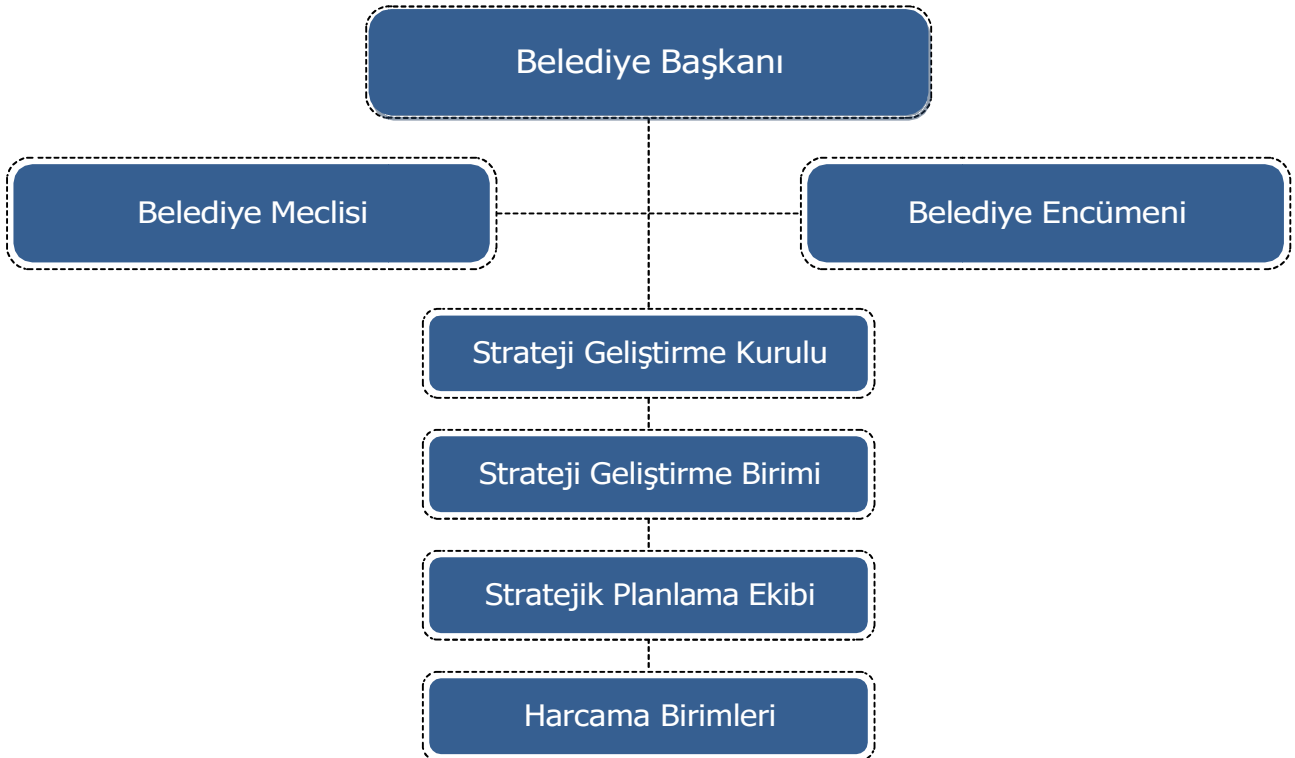 Belediye Başkanı
Belediye Meclisi
Belediye Encümeni
Strateji Geliştirme Kurulu
Strateji Geliştirme Birimi
Stratejik Planlama Ekibi
Harcama Birimleri